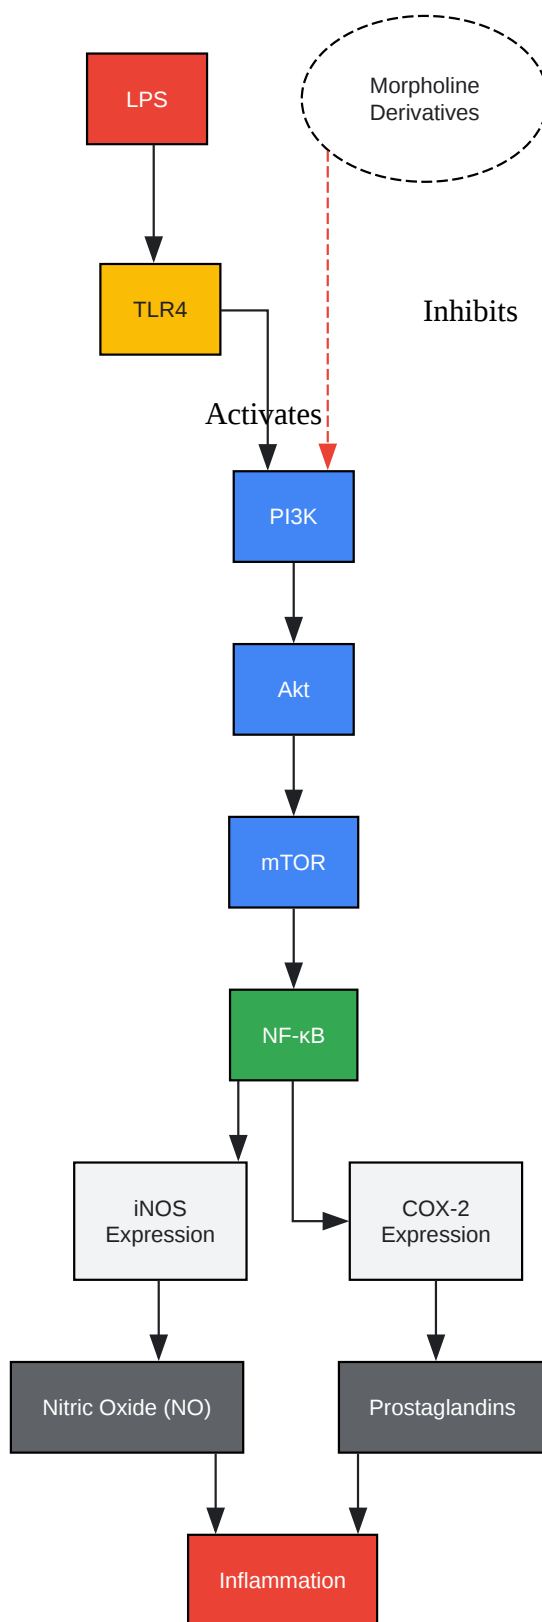 LPS
Morpholine
Derivatives
TLR4
Inhibits
Activates
PI3K
Akt
mTOR
NF-κB
iNOS
Expression
COX-2
Expression
Nitric Oxide (NO)
Prostaglandins
Inflammation